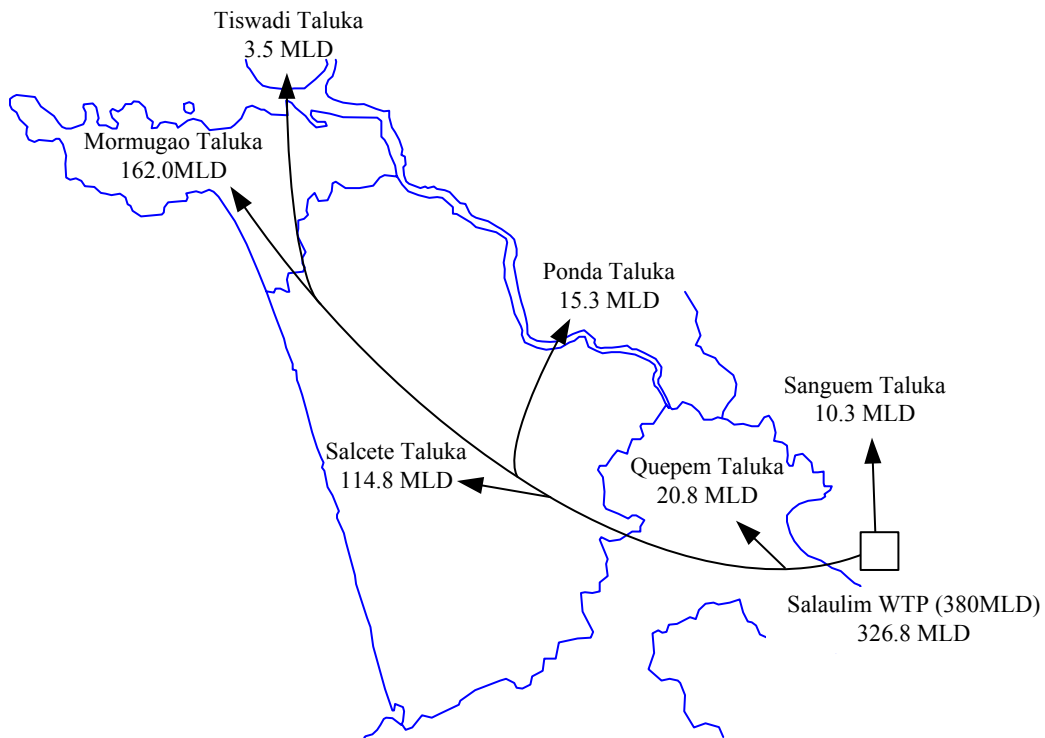 Tiswadi Taluka
3.5 MLD
Mormugao Taluka
162.0MLD
Ponda Taluka
15.3 MLD
Sanguem Taluka
10.3 MLD
Salcete Taluka
114.8 MLD
Quepem Taluka
20.8 MLD
Salaulim WTP (380MLD)
326.8 MLD